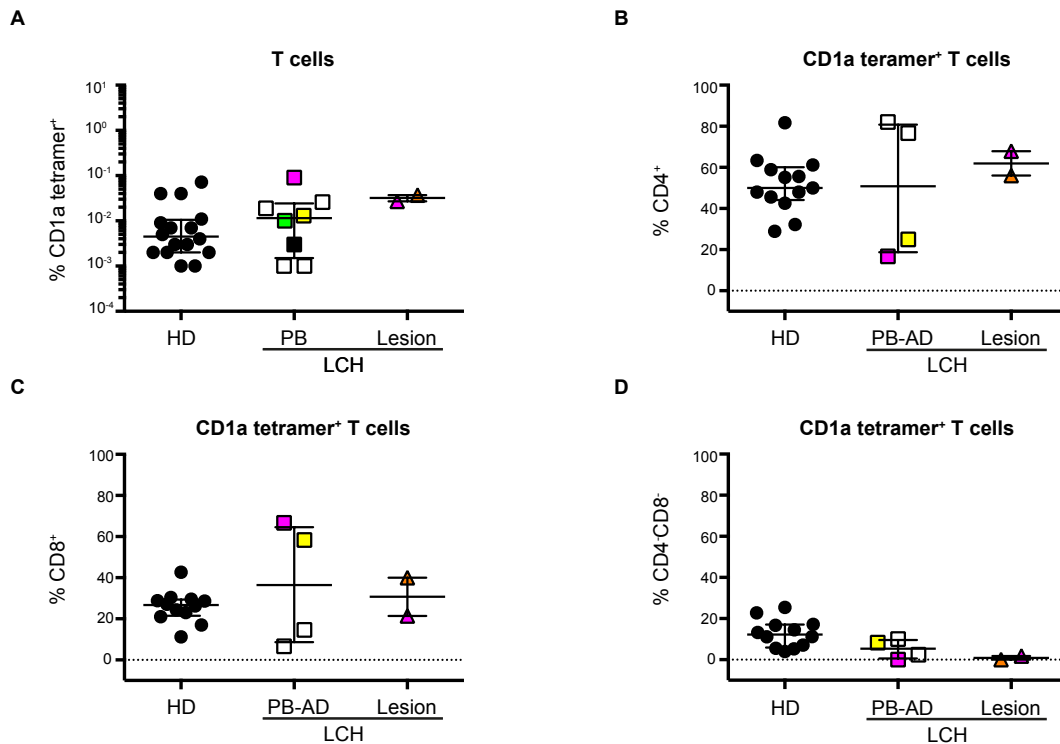 A
T cells
% CD1a tetramer⁺
10¹
10⁰
10⁻¹
10⁻²
10⁻³
10⁻⁴
HD
PB
Lesion
LCH
B
CD1a teramer⁺ T cells
% CD4⁺
100
80
60
40
20
0
HD
PB-AD
Lesion
LCH
C
CD1a tetramer⁺ T cells
% CD8⁺
100
80
60
40
20
0
HD
PB-AD
Lesion
LCH
D
CD1a tetramer⁺ T cells
% CD4⁻CD8⁻
100
80
60
40
20
0
HD
PB-AD
Lesion
LCH